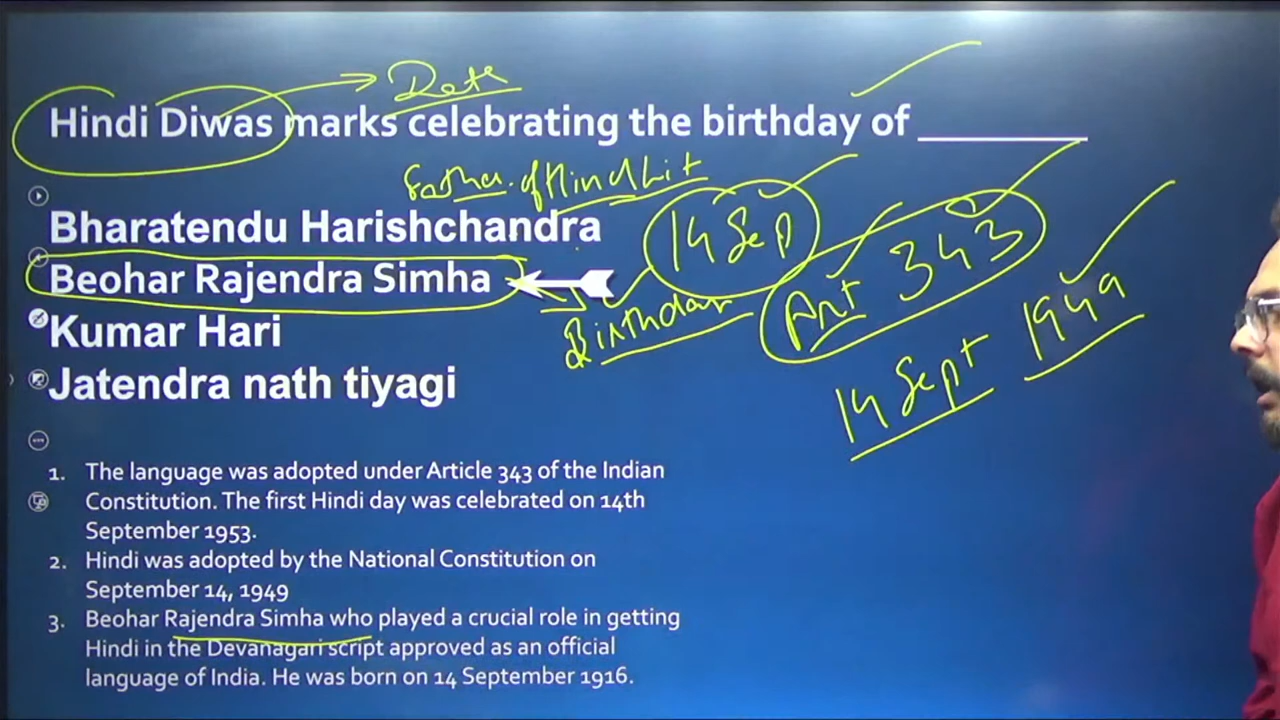 Date
Hindi Diwas marks celebrating the birthday of ________
Father of Hindi Lit
Bharatendu Harishchandra
14 Sep
Art 343
Beohar Rajendra Simha
Birthday
14 Sept 1949
Kumar Hari
Jatendra nath tiyagi
1. The language was adopted under Article 343 of the Indian
Constitution. The first Hindi day was celebrated on 14th
September 1953.
2. Hindi was adopted by the National Constitution on
September 14, 1949
3. Beohar Rajendra Simha who played a crucial role in getting
Hindi in the Devanagari script approved as an official
language of India. He was born on 14 September 1916.